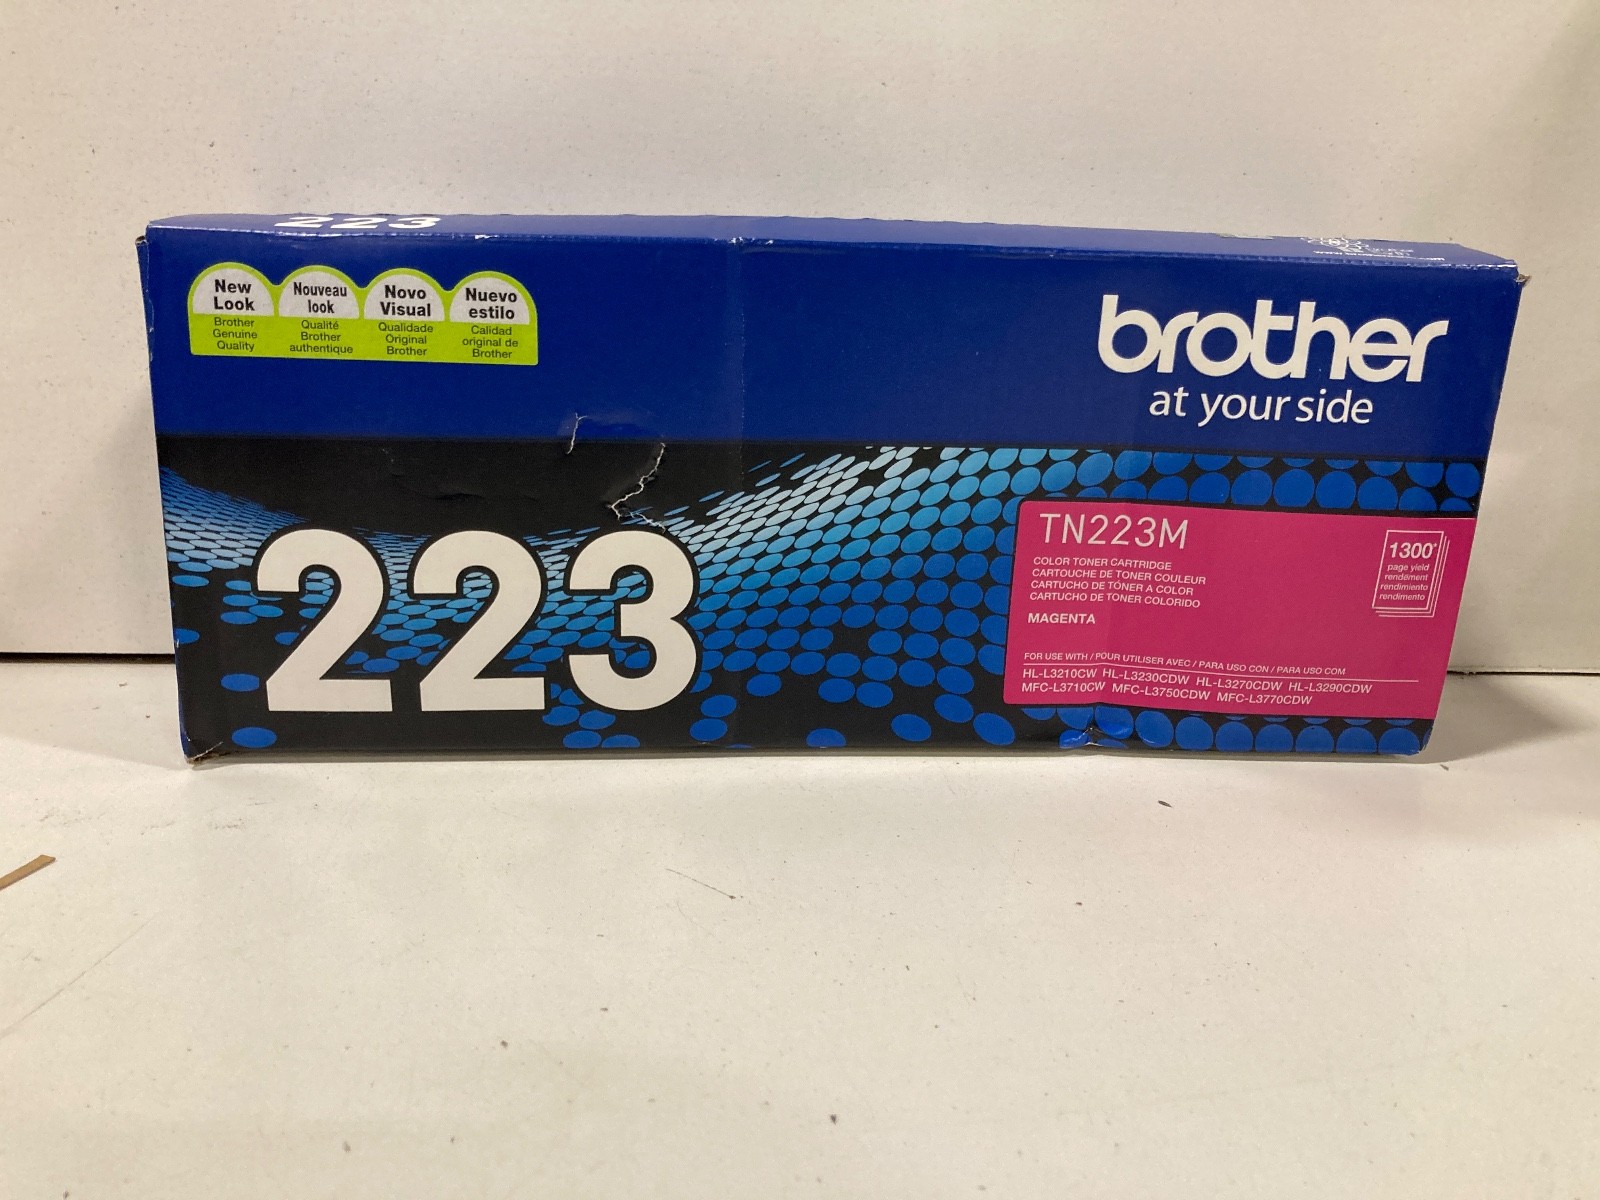 223
New Look
Brother Genuine Quality
Nouveau look
Qualité Brother authentique
Novo Visual
Qualidade Original Brother
Nuevo estilo
Calidad original de Brother
brother
at your side
223
TN223M
COLOR TONER CARTRIDGE
CARTOUCHE DE TONER COULEUR
CARTUCHO DE TÓNER A COLOR
CARTUCHO DE TONER COLORIDO
MAGENTA
1300*
page yield
rendement
rendimiento
rendimento
FOR USE WITH / POUR UTILISER AVEC / PARA USO CON / PARA USO COM
HL-L3210CW HL-L3230CDW HL-L3270CDW HL-L3290CDW
MFC-L3710CW MFC-L3750CDW MFC-L3770CDW